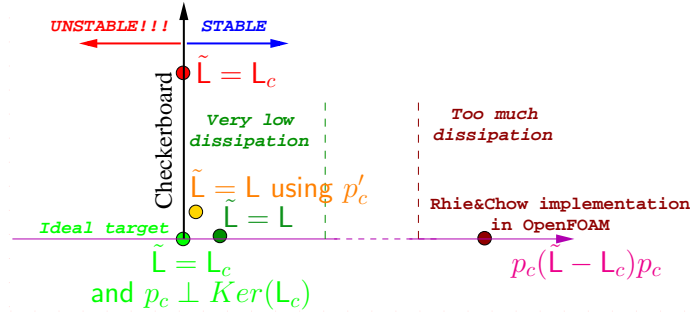 UNSTABLE!!! STABLE
L̃ = L_c
Checkerboard
Very low
dissipation
Too much
dissipation
L̃ = L using p′_c
L̃ = L
Rhie&Chow implementation
in OpenFOAM
Ideal target
L̃ = L_c
and p_c ⊥ Ker(L_c)
p_c(L̃ − L_c)p_c